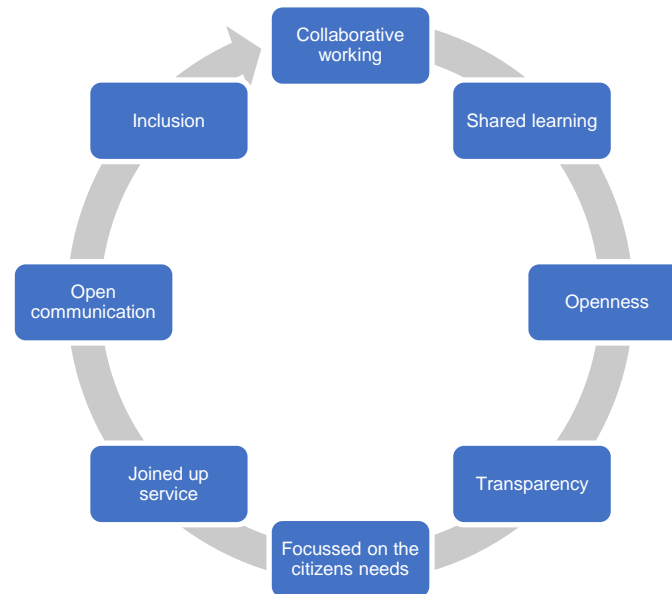 Collaborative
working
Shared learning
Openness
Transparency
Focussed on the
citizens needs
Joined up
service
Open
communication
Inclusion